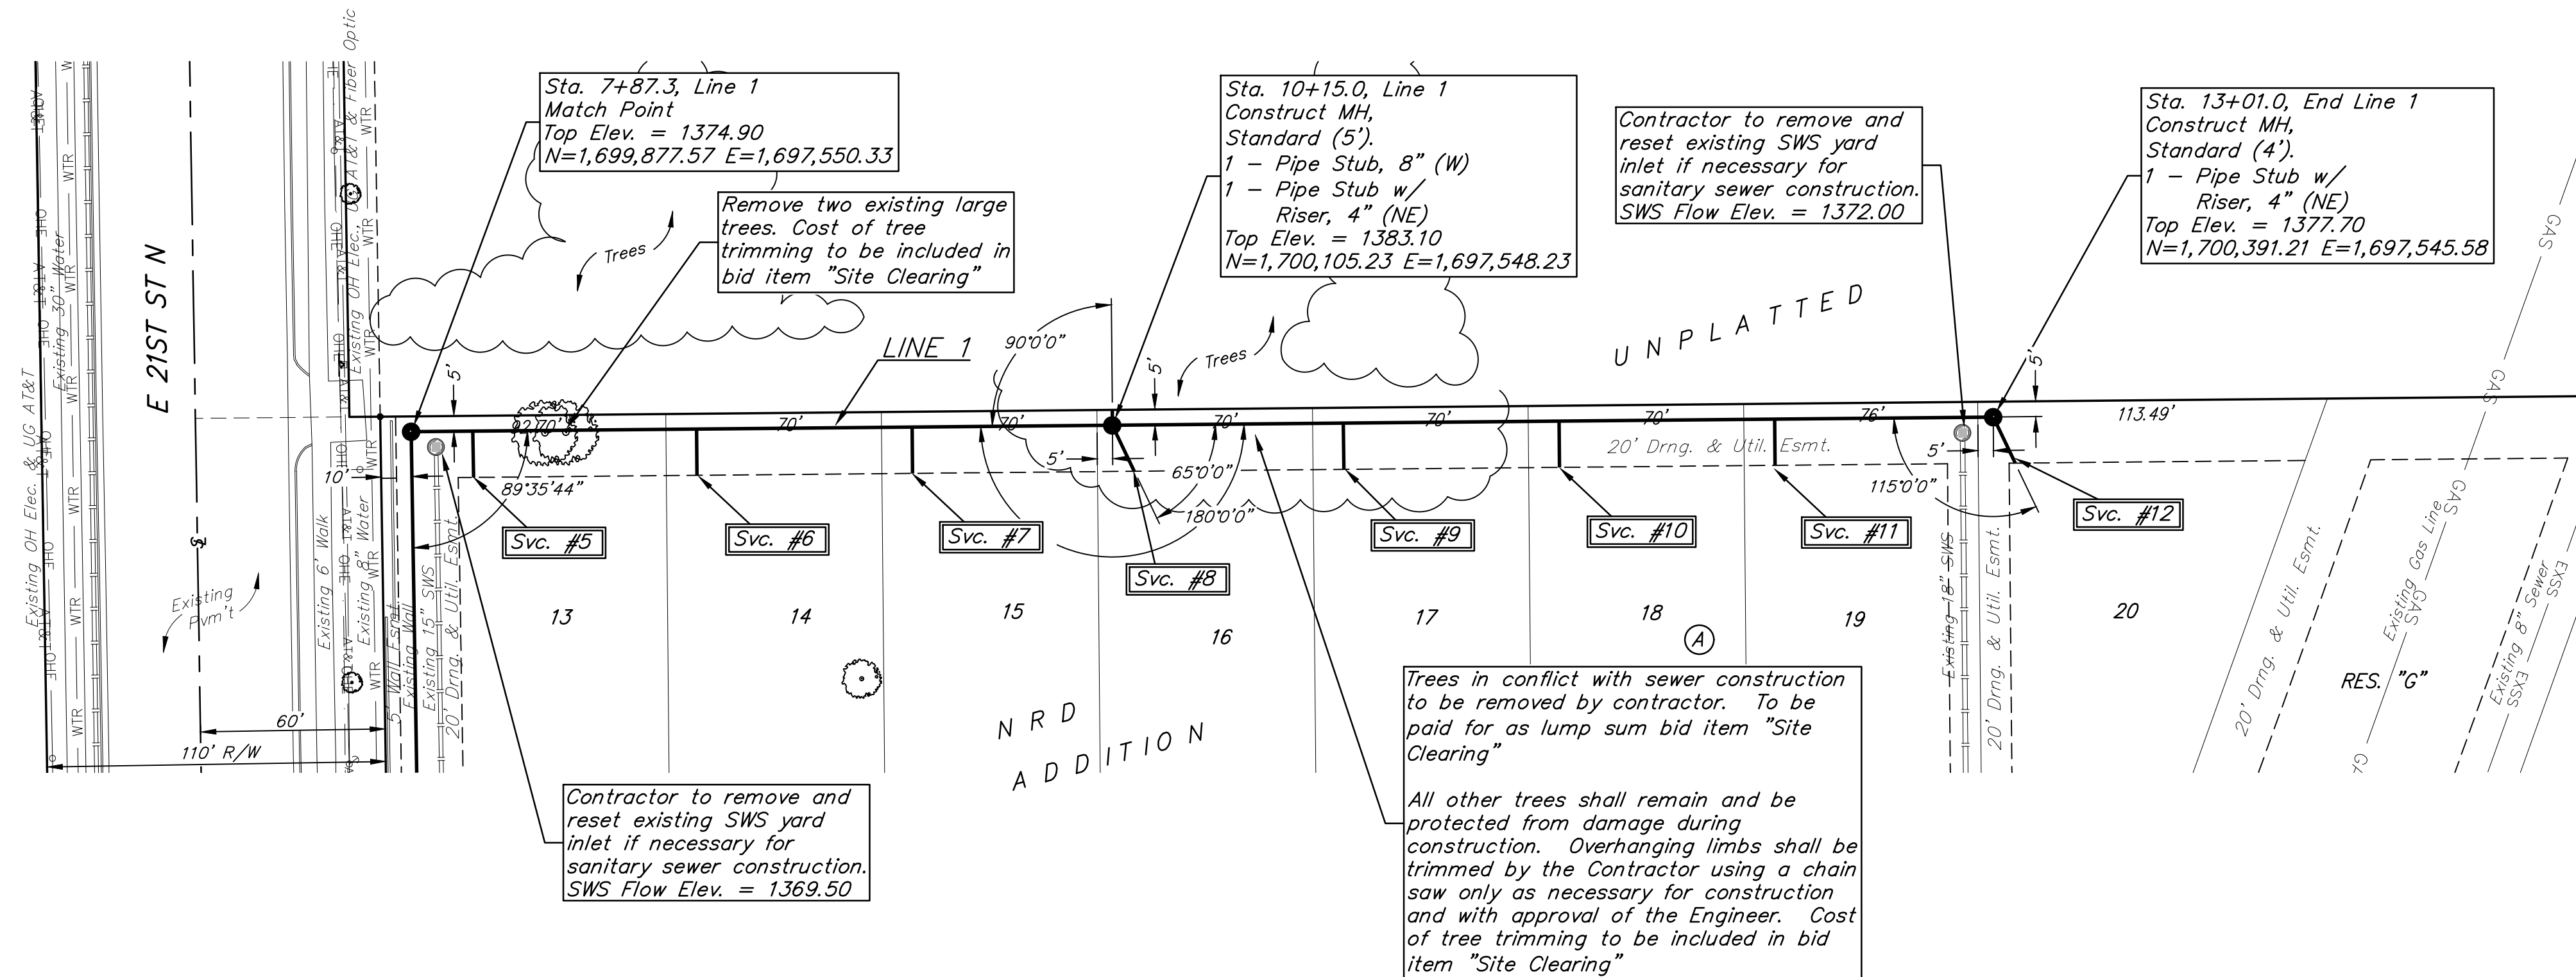 Sta. 7+87.3, Line 1
Match Point
Top Elev. = 1374.90
N=1,699,877.57 E=1,697,550.33
Remove two existing large
trees. Cost of tree
trimming to be included in
bid item "Site Clearing"
Sta. 10+15.0, Line 1
Construct MH,
Standard (5').
1 - Pipe Stub, 8" (W)
1 - Pipe Stub w/
Riser, 4" (NE)
Top Elev. = 1383.10
N=1,700,105.23 E=1,697,548.23
Contractor to remove and
reset existing SWS yard
inlet if necessary for
sanitary sewer construction.
SWS Flow Elev. = 1372.00
Sta. 13+01.0, End Line 1
Construct MH,
Standard (4').
1 - Pipe Stub w/
Riser, 4" (NE)
Top Elev. = 1377.70
N=1,700,391.21 E=1,697,545.58
E 21ST ST N
Existing OH Elec. & UG AT&T
Existing 30" Water
Trees
Trees
LINE 1
UNPLATTED
90°0'0"
5'
5'
5'
70'
70'
70'
70'
70'
76'
113.49'
10'
5'
5'
89°35'44"
65°0'0"
180°0'0"
115°0'0"
20' Drng. & Util. Esmt.
Svc. #5
Svc. #6
Svc. #7
Svc. #8
Svc. #9
Svc. #10
Svc. #11
Svc. #12
Existing
Pvm't
Existing 6' Walk
Existing 8" Water
5' Wall Esmt.
Existing Wall
Existing 15" SWS
20' Drng. & Util. Esmt.
13
14
15
16
17
18
19
20
A
NRD
ADDITION
Existing 18" SWS
20' Drng. & Util. Esmt.
20' Drng. & Util. Esmt.
Existing Gas Line
GAS
GAS
GAS
GAS
RES. "G"
Existing 8" Sewer
EXSS
EXSS
60'
110' R/W
Contractor to remove and
reset existing SWS yard
inlet if necessary for
sanitary sewer construction.
SWS Flow Elev. = 1369.50
Trees in conflict with sewer construction
to be removed by contractor. To be
paid for as lump sum bid item "Site
Clearing"
All other trees shall remain and be
protected from damage during
construction. Overhanging limbs shall be
trimmed by the Contractor using a chain
saw only as necessary for construction
and with approval of the Engineer. Cost
of tree trimming to be included in bid
item "Site Clearing"